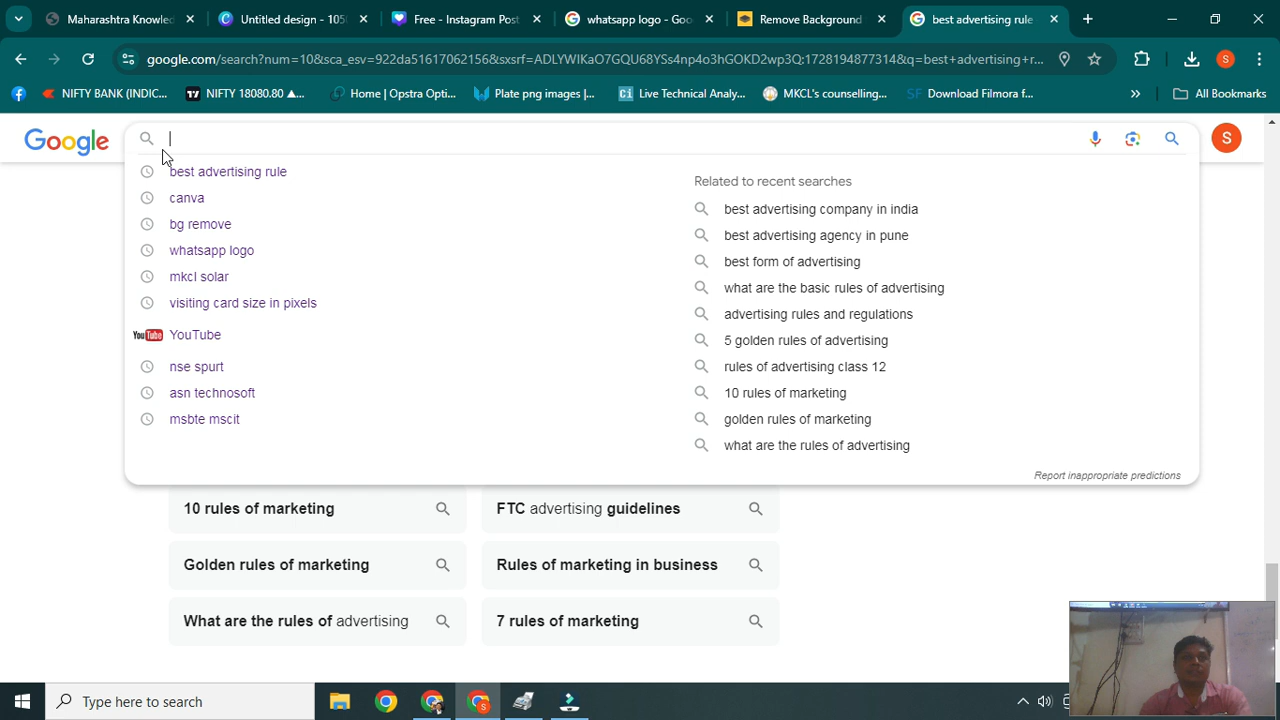 Maharashtra Knowled
Untitled design - 105
Free - Instagram Post
whatsapp logo - Goo
Remove Background
best advertising rule
google.com/search?num=10&sca_esv=922da51617062156&sxsrf=ADLYWIKaO7GQU68YSs4np4o3hGOKD2wp3Q:1728194877314&q=best+advertising+r...
S
NIFTY BANK (INDIC...
NIFTY 18080.80 ▲...
Home | Opstra Opti...
Plate png images |...
Live Technical Analy...
MKCL's counselling...
SF Download Filmora f...
»
All Bookmarks
Google
S
best advertising rule
canva
bg remove
whatsapp logo
mkcl solar
visiting card size in pixels
YouTube YouTube
nse spurt
asn technosoft
msbte mscit
Related to recent searches
best advertising company in india
best advertising agency in pune
best form of advertising
what are the basic rules of advertising
advertising rules and regulations
5 golden rules of advertising
rules of advertising class 12
10 rules of marketing
golden rules of marketing
what are the rules of advertising
Report inappropriate predictions
10 rules of marketing
FTC advertising guidelines
Golden rules of marketing
Rules of marketing in business
What are the rules of advertising
7 rules of marketing
Type here to search